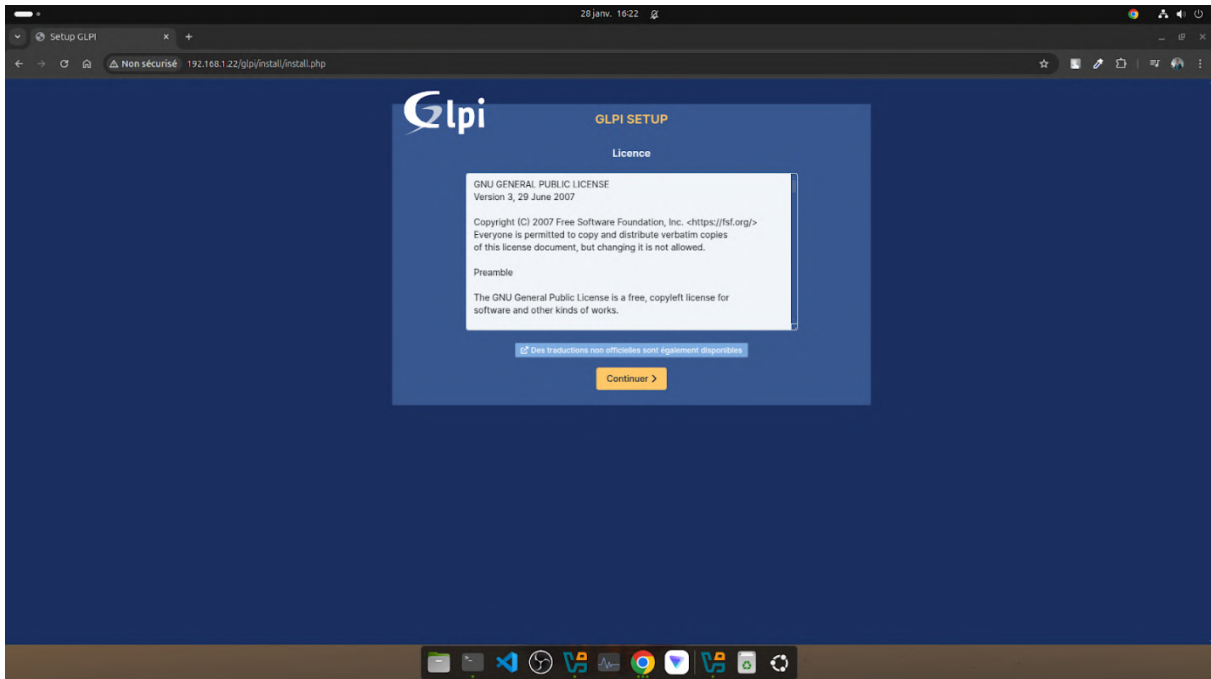 28 janv. 16:22
Setup GLPI
Non sécurisé 192.168.1.22/glpi/install/install.php
Glpi
GLPI SETUP
Licence
GNU GENERAL PUBLIC LICENSE
Version 3, 29 June 2007
Copyright (C) 2007 Free Software Foundation, Inc. <https://fsf.org/>
Everyone is permitted to copy and distribute verbatim copies
of this license document, but changing it is not allowed.
Preamble
The GNU General Public License is a free, copyleft license for
software and other kinds of works.
Des traductions non officielles sont également disponibles
Continuer